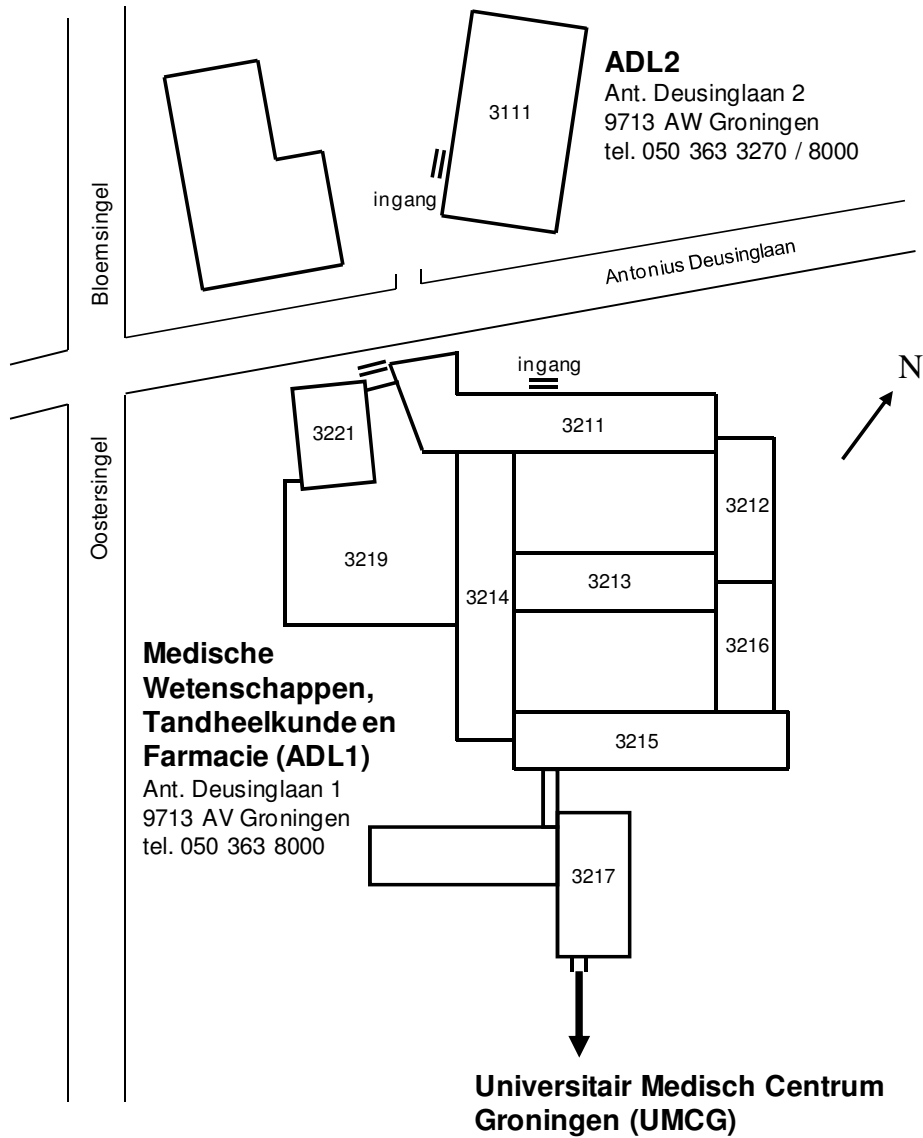 ADL2
Ant. Deusinglaan 2
9713 AW Groningen
tel. 050 363 3270 / 8000
3111
ingang
Bloemsingel
Antonius Deusinglaan
ingang
N
3221
3211
3212
Oostersingel
3219
3214
3213
3216
3215
Medische
Wetenschappen,
Tandheelkunde en
Farmacie (ADL1)
Ant. Deusinglaan 1
9713 AV Groningen
tel. 050 363 8000
3217
Universitair Medisch Centrum
Groningen (UMCG)